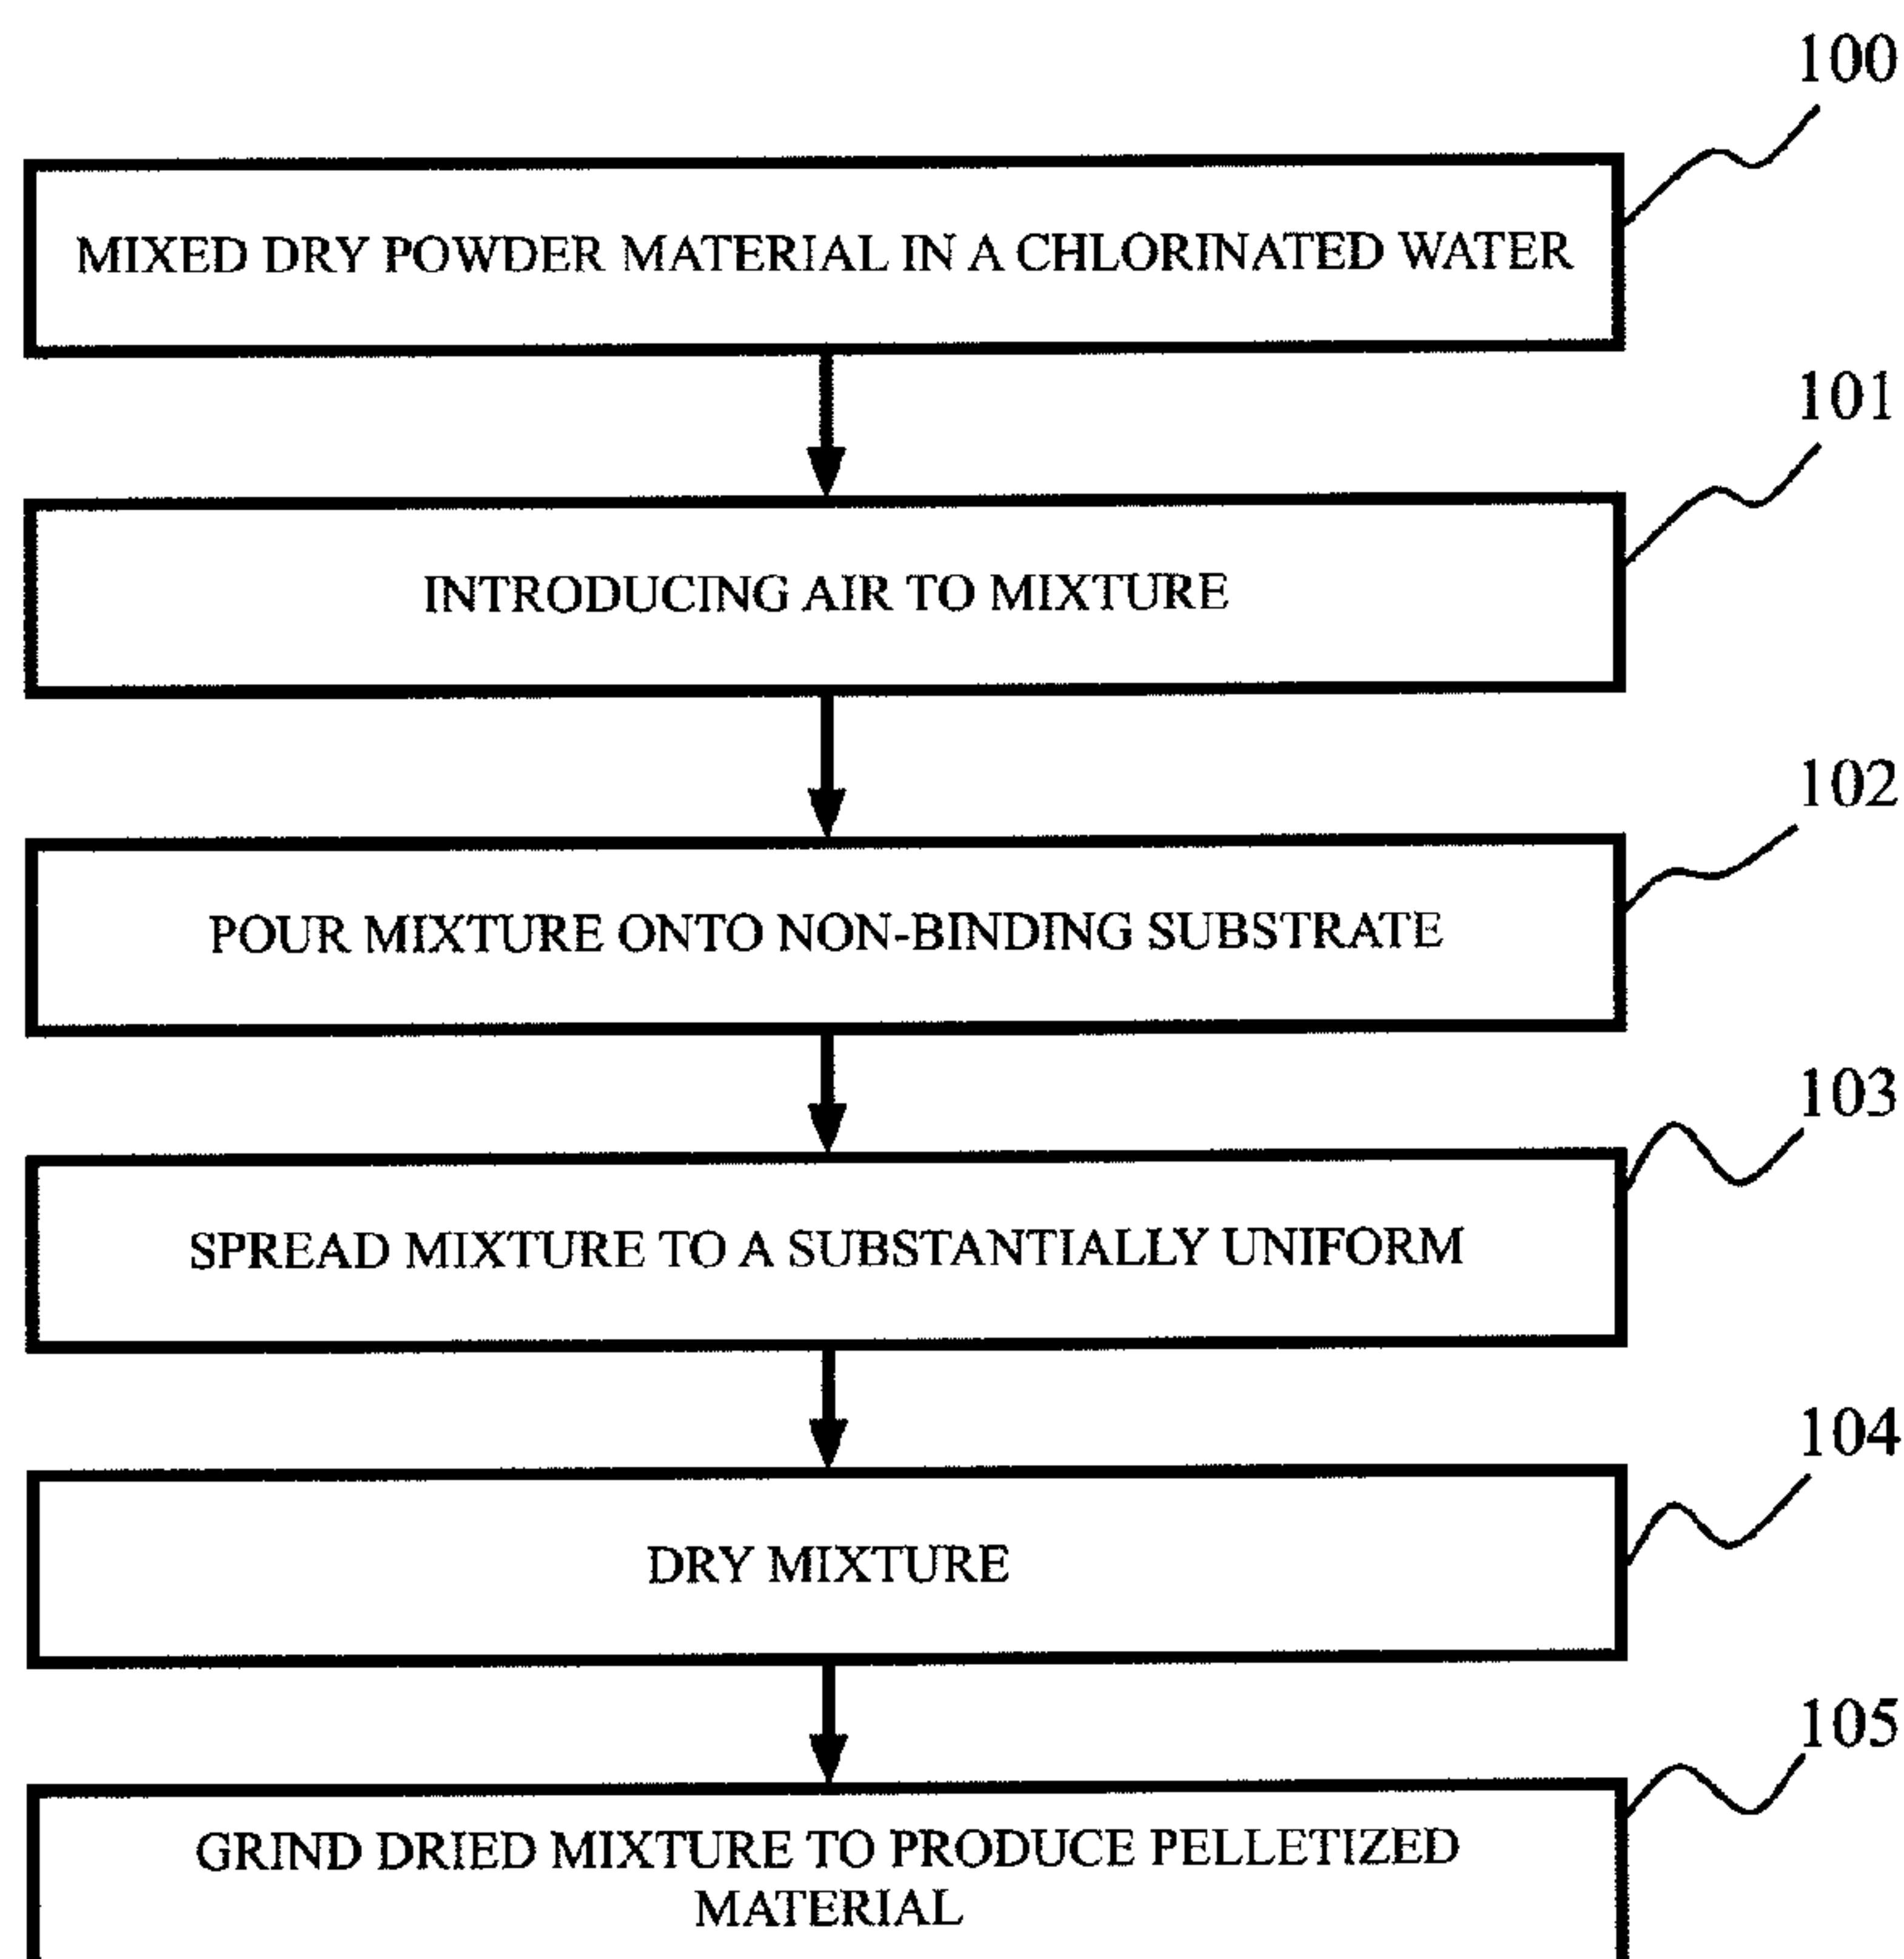 100
MIXED DRY POWDER MATERIAL IN A CHLORINATED WATER
101
INTRODUCING AIR TO MIXTURE
102
POUR MIXTURE ONTO NON-BINDING SUBSTRATE
103
SPREAD MIXTURE TO A SUBSTANTIALLY UNIFORM
104
DRY MIXTURE
105
GRIND DRIED MIXTURE TO PRODUCE PELLETIZED
MATERIAL